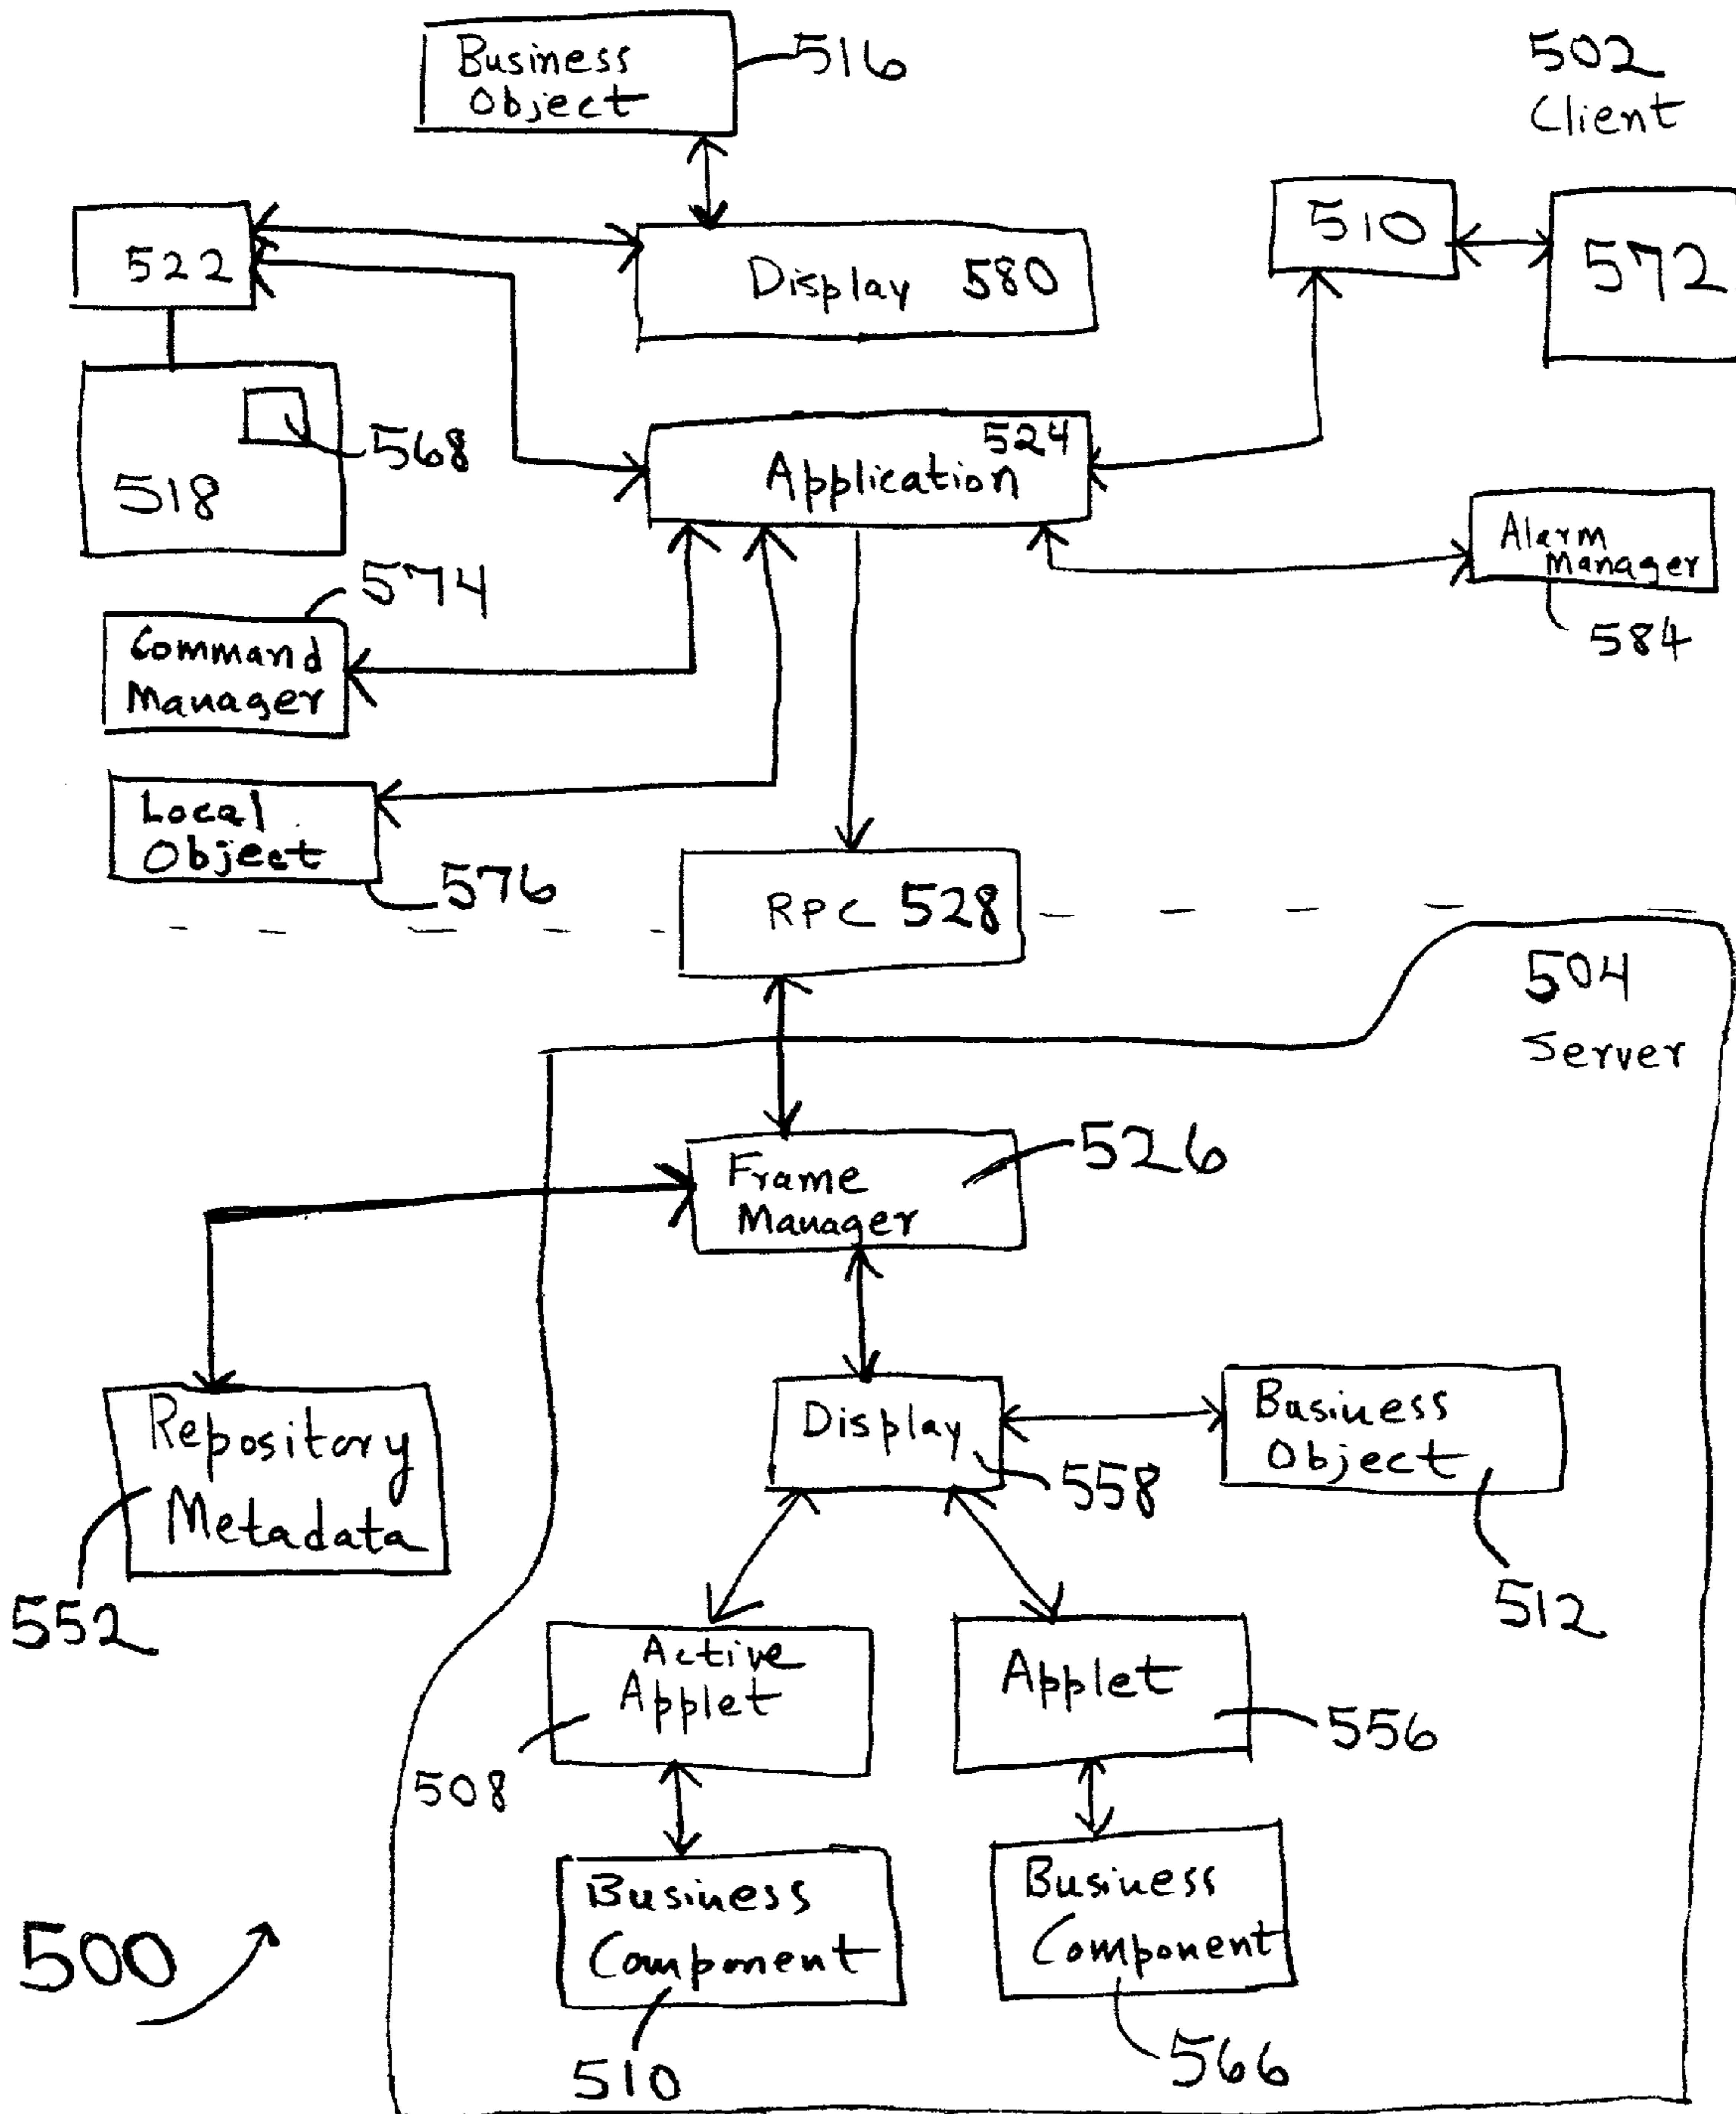 Business
Object
516
502
Client
522
Display 580
510
572
568
518
524
Application
Alarm
Manager
584
574
Command
Manager
Local
Object
576
RPC 528
504
Server
Frame
Manager
526
Repository
Metadata
552
Display
558
Business
Object
512
Active
Applet
508
Applet
556
Business
Component
510
Business
Component
566
500